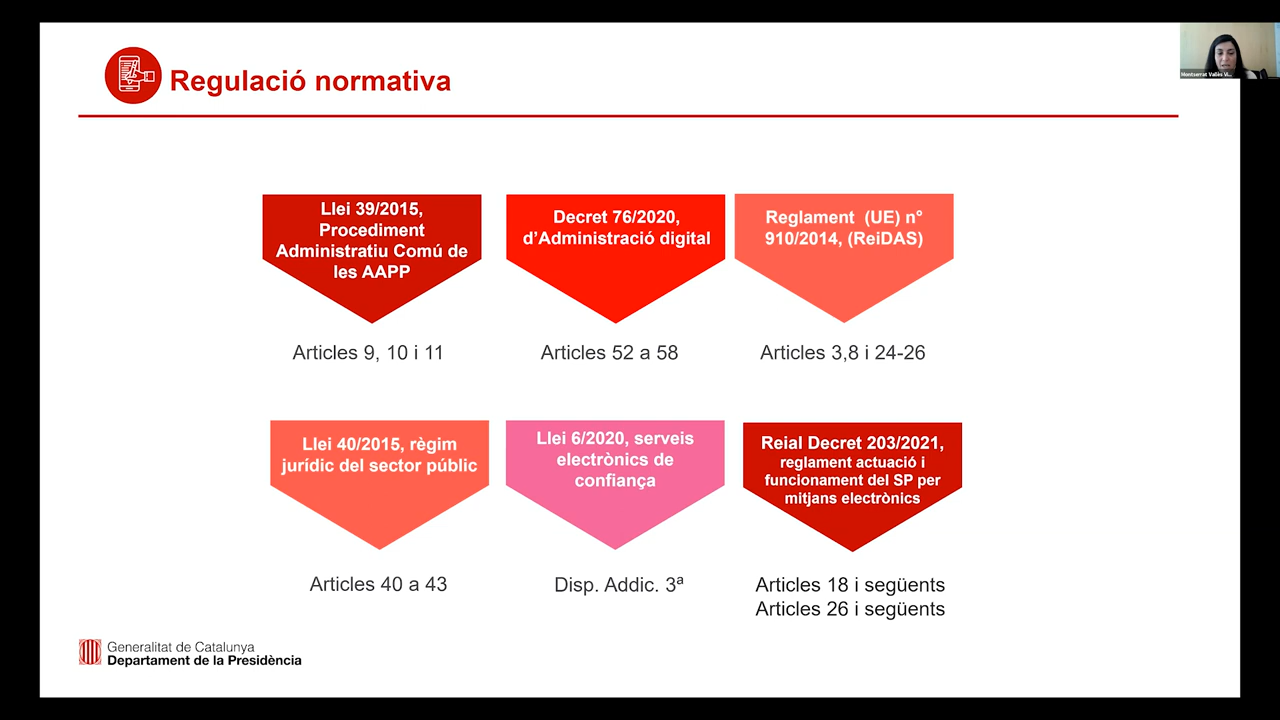 Regulació normativa
Montserrat Vallès Vi...
Llei 39/2015,
Procediment
Administratiu Comú de
les AAPP
Decret 76/2020,
d’Administració digital
Reglament (UE) n°
910/2014, (ReiDAS)
Articles 9, 10 i 11
Articles 52 a 58
Articles 3,8 i 24-26
Llei 40/2015, règim
jurídic del sector públic
Llei 6/2020, serveis
electrònics de
confiança
Reial Decret 203/2021,
reglament actuació i
funcionament del SP per
mitjans electrònics
Articles 40 a 43
Disp. Addic. 3ª
Articles 18 i següents
Articles 26 i següents
Generalitat de Catalunya
Departament de la Presidència